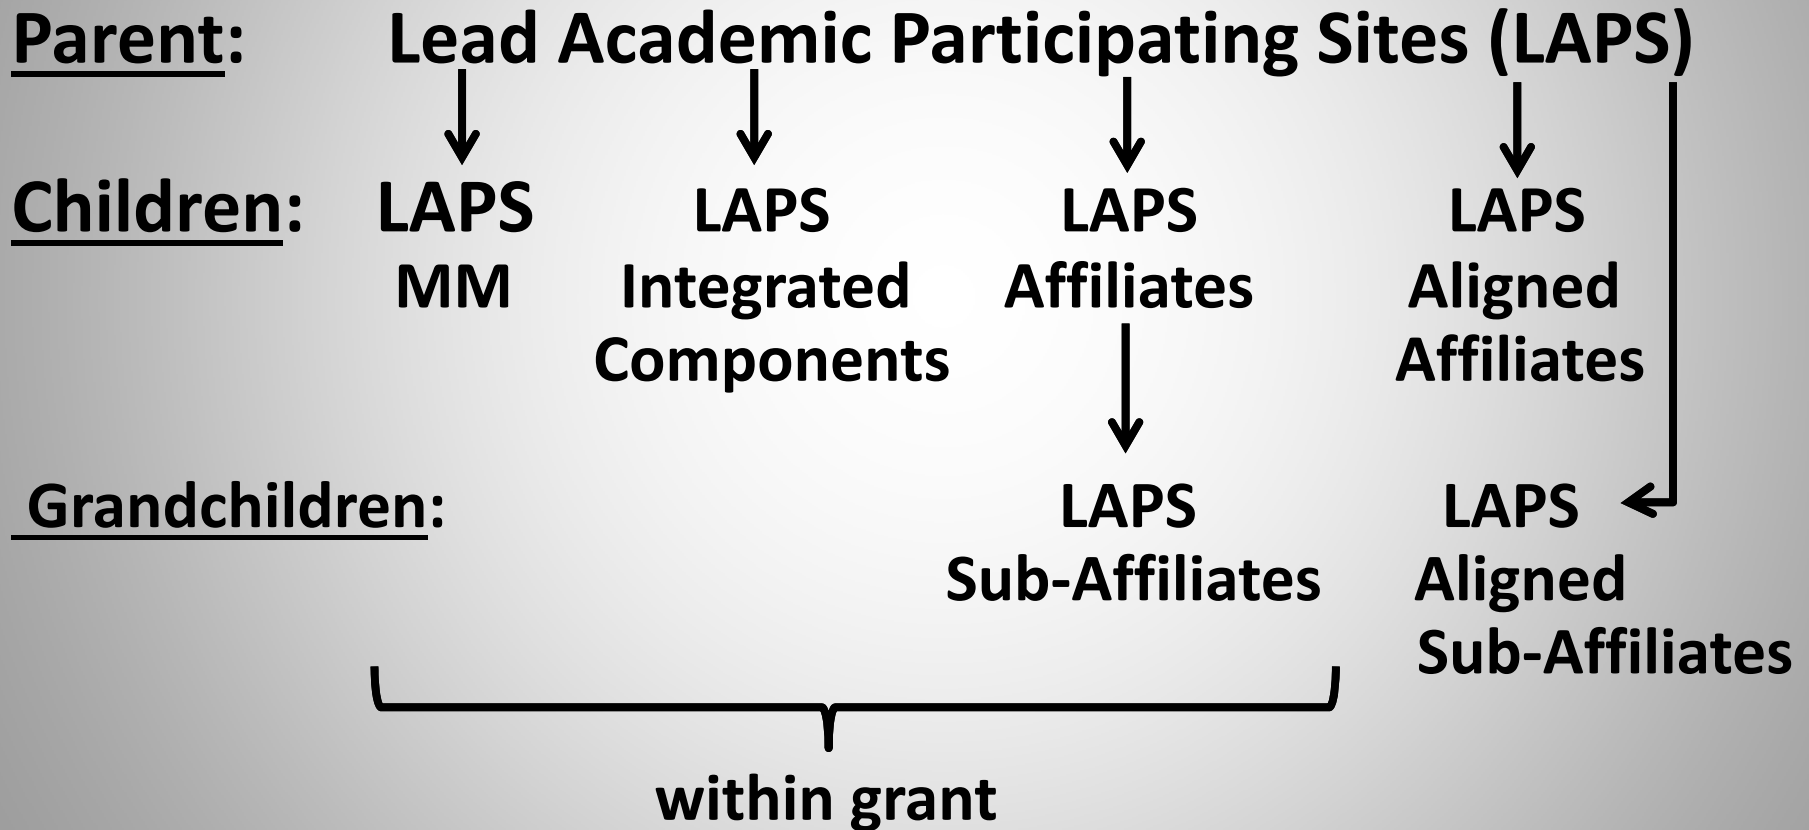 Parent: Lead Academic Participating Sites (LAPS)
Children: LAPS LAPS LAPS LAPS
MM Integrated Affiliates Aligned
Components Affiliates
Grandchildren: LAPS LAPS
Sub-Affiliates Aligned
Sub-Affiliates
within grant